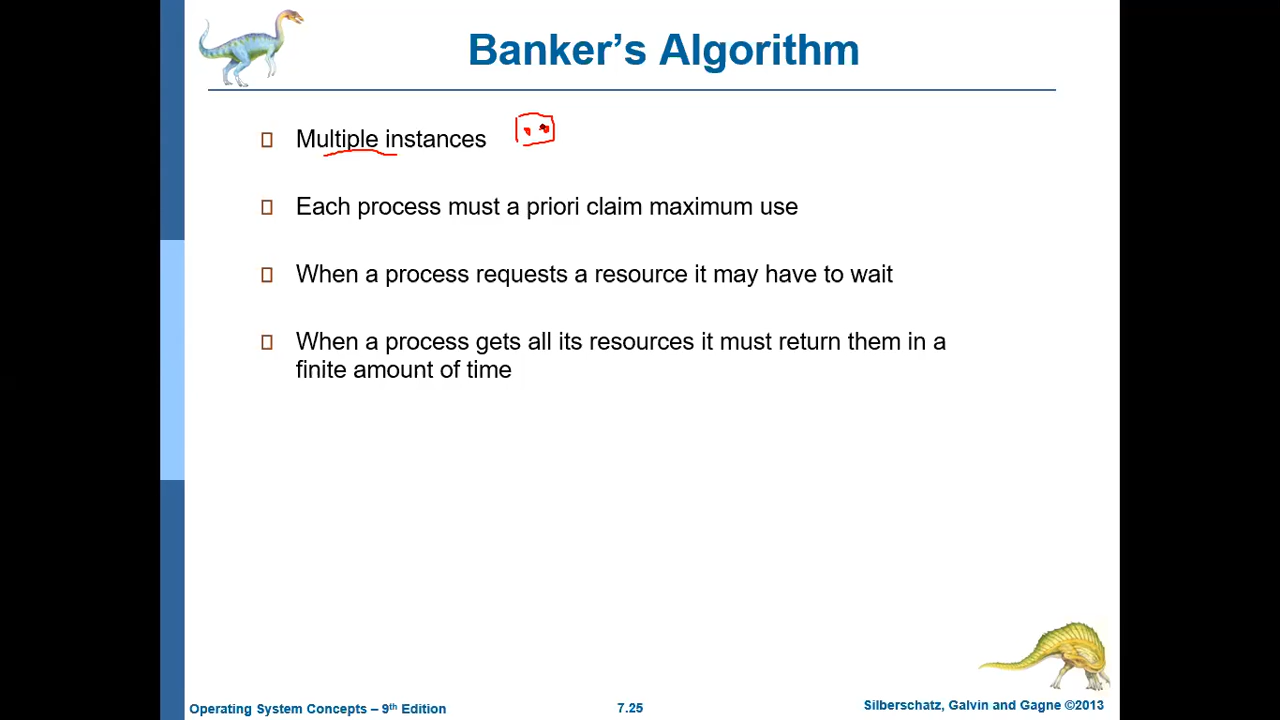 Banker's Algorithm
Multiple instances
Each process must a priori claim maximum use
When a process requests a resource it may have to wait
When a process gets all its resources it must return them in a
finite amount of time
Operating System Concepts – 9th Edition
7.25
Silberschatz, Galvin and Gagne ©2013